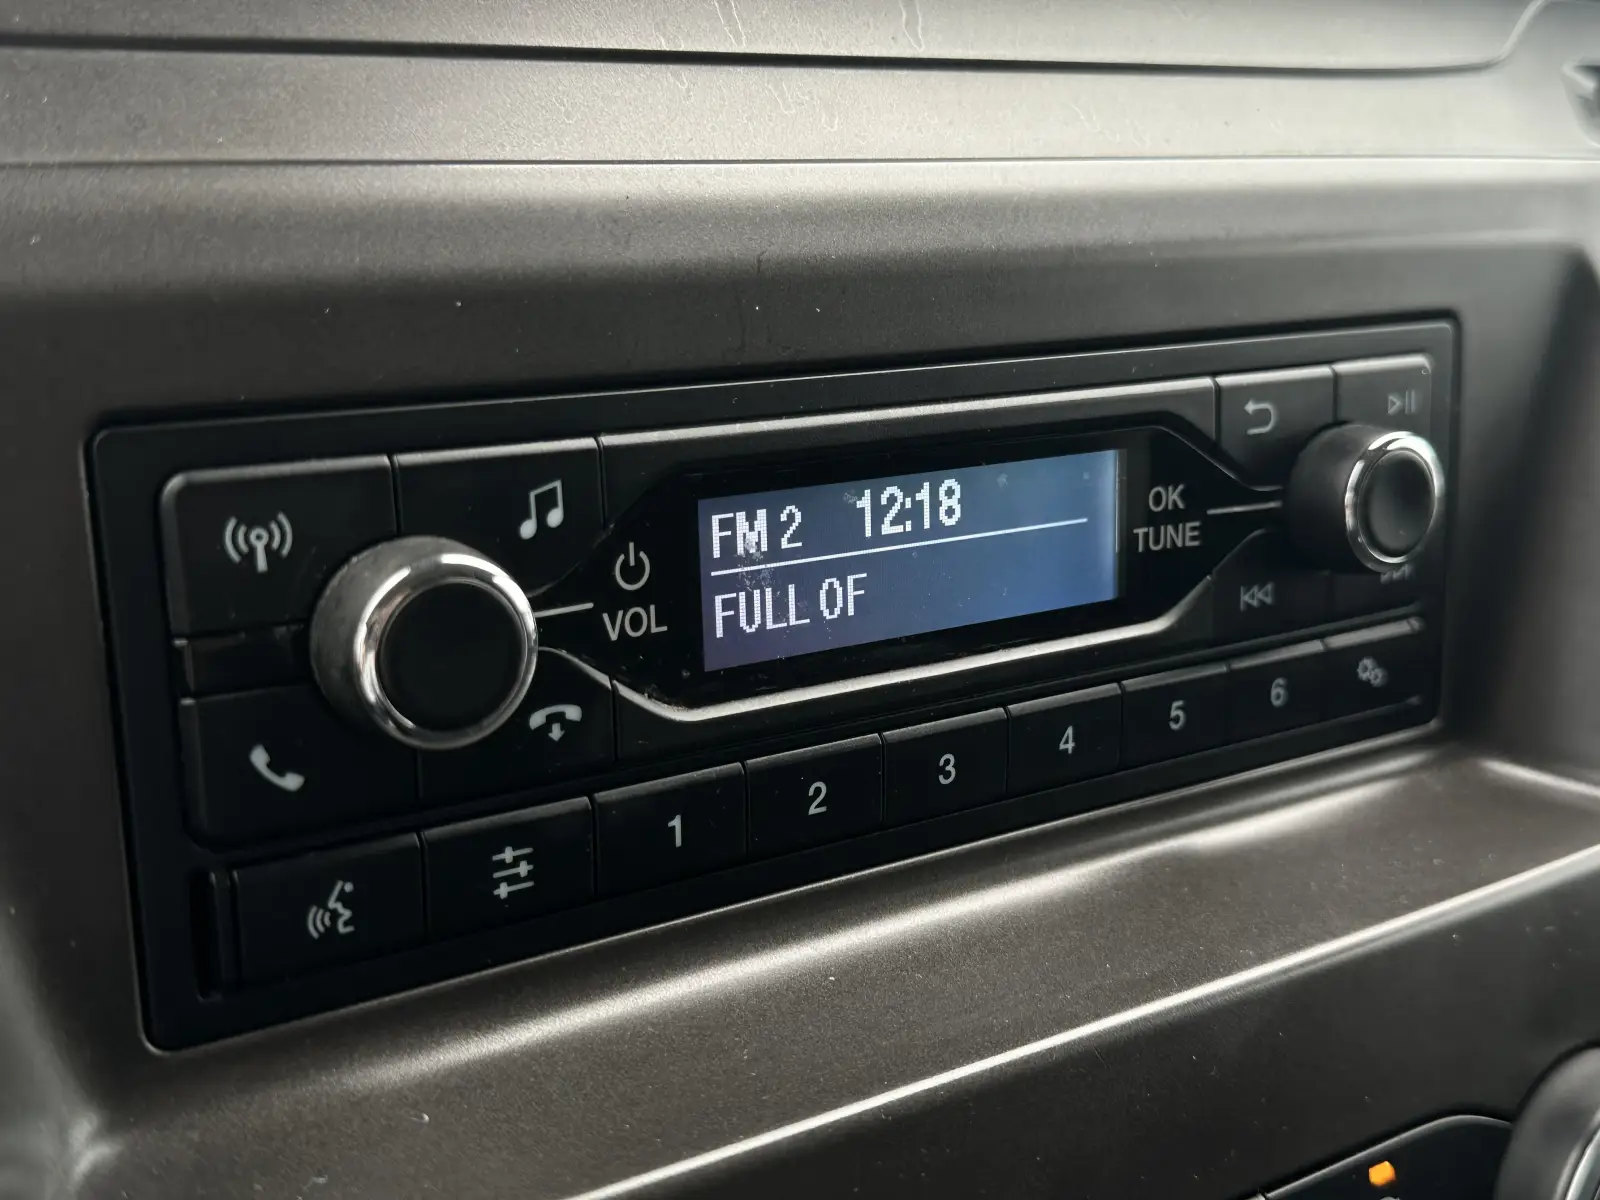 FM 2 12:18
FULL OF
VOL
OK
TUNE
1 2 3 4 5 6